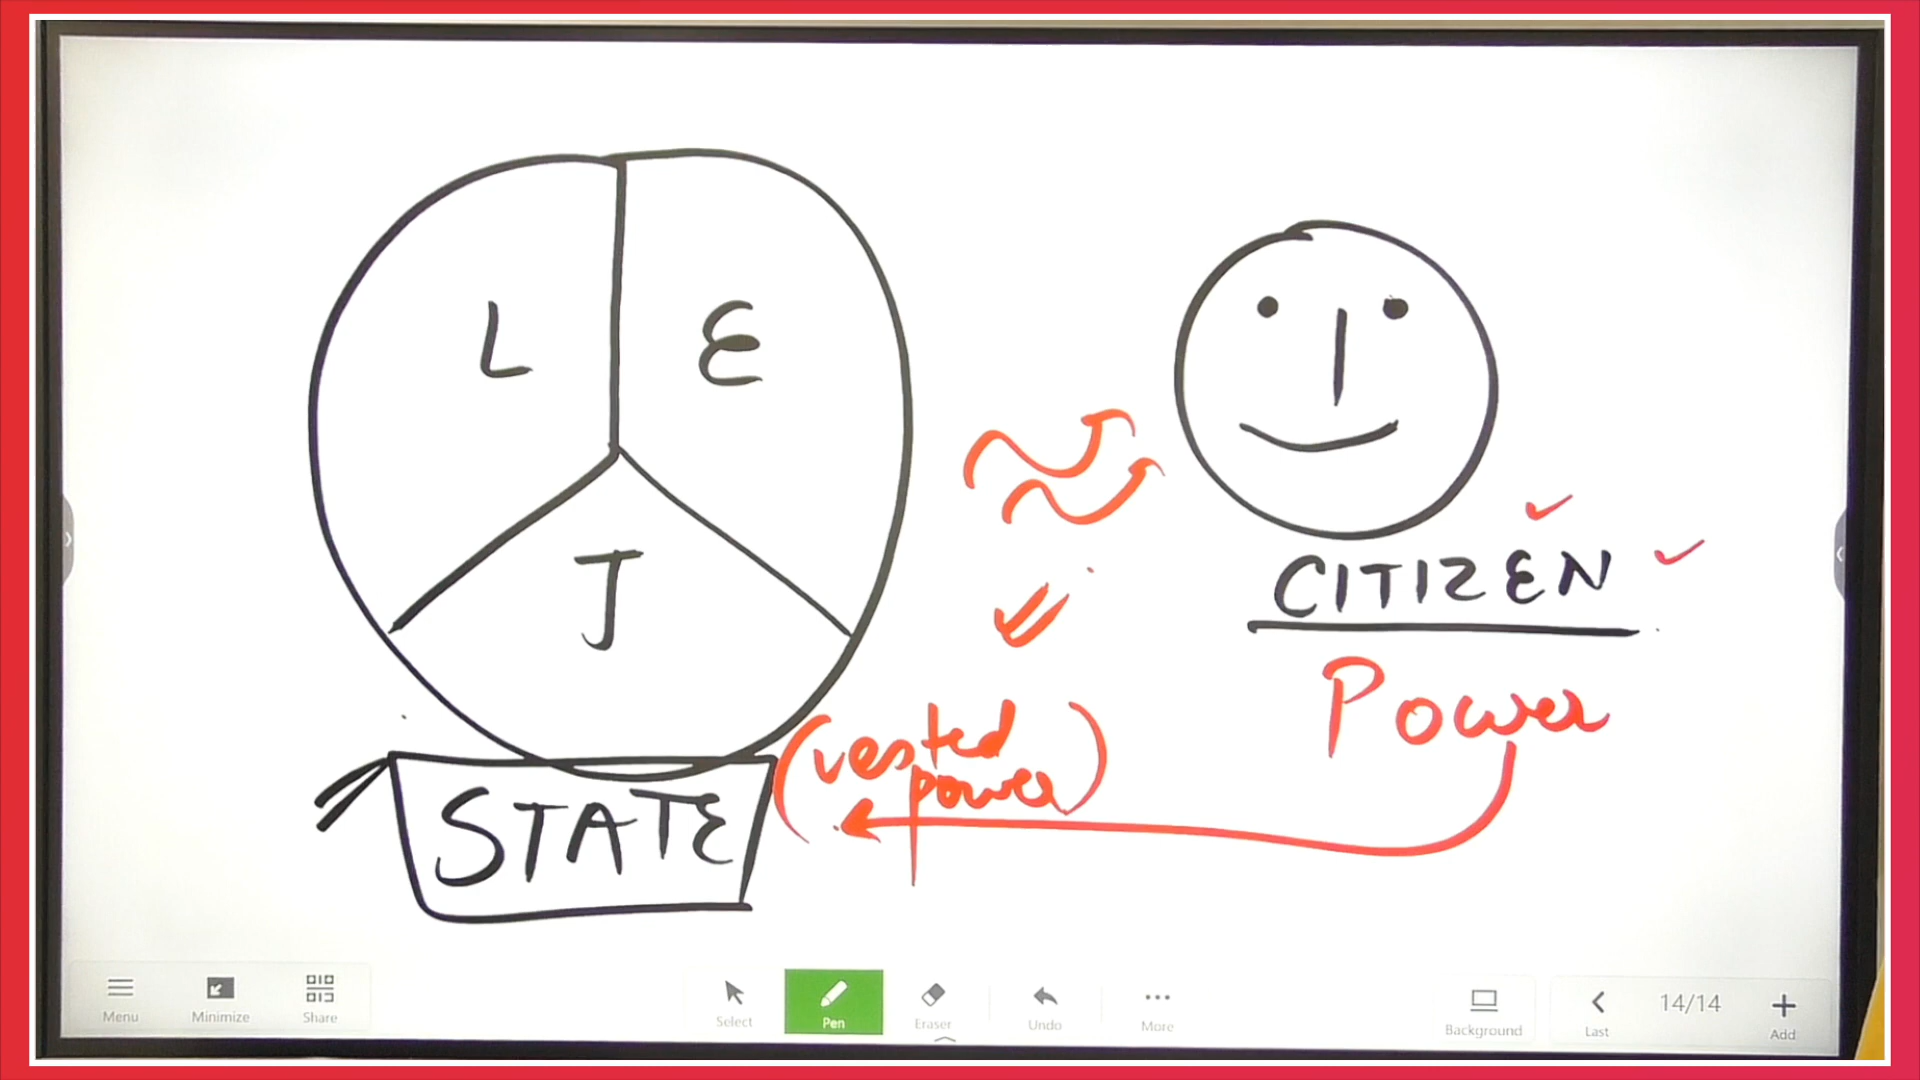 L
E
J
CITIZEN
Power
(vested
power)
STATE
Menu
Minimize
Share
Select
Pen
Eraser
Undo
More
Background
Last
14/14
Add